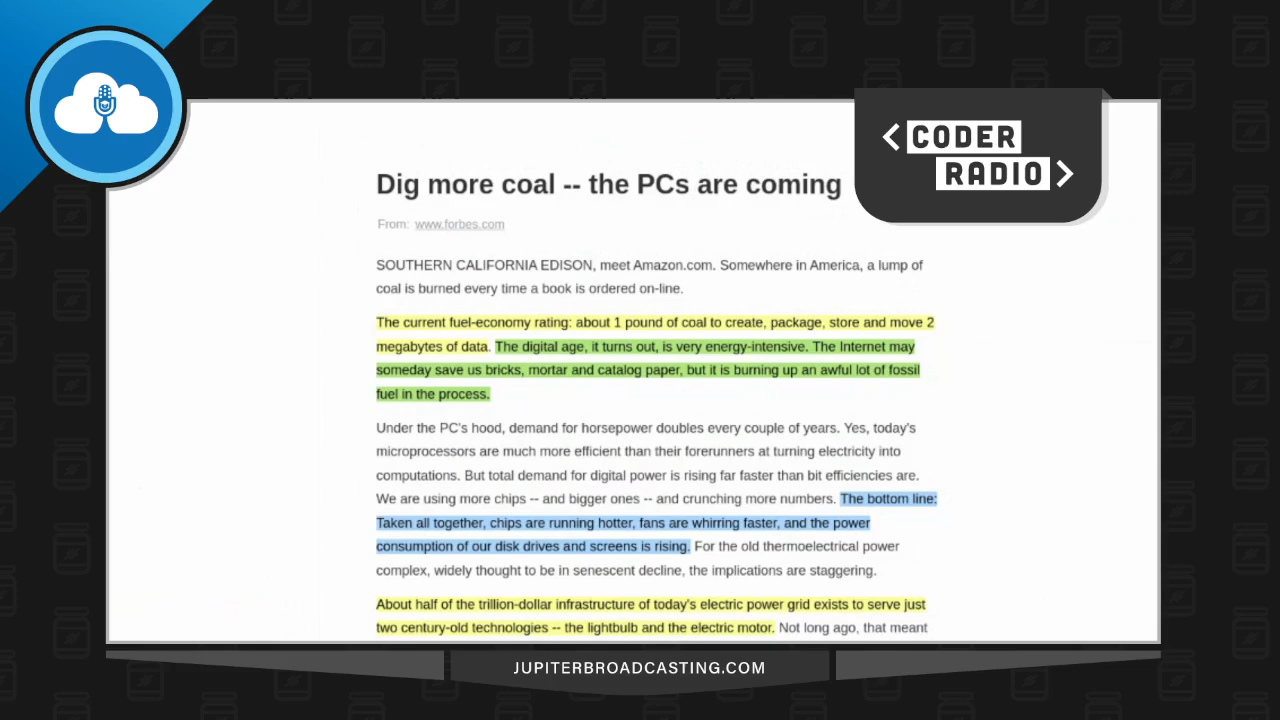 CODER
RADIO
Dig more coal -- the PCs are coming
From: www.forbes.com
SOUTHERN CALIFORNIA EDISON, meet Amazon.com. Somewhere in America, a lump of
coal is burned every time a book is ordered on-line.
The current fuel-economy rating: about 1 pound of coal to create, package, store and move 2
megabytes of data. The digital age, it turns out, is very energy-intensive. The Internet may
someday save us bricks, mortar and catalog paper, but it is burning up an awful lot of fossil
fuel in the process.
Under the PC's hood, demand for horsepower doubles every couple of years. Yes, today's
microprocessors are much more efficient than their forerunners at turning electricity into
computations. But total demand for digital power is rising far faster than bit efficiencies are.
We are using more chips -- and bigger ones -- and crunching more numbers. The bottom line:
Taken all together, chips are running hotter, fans are whirring faster, and the power
consumption of our disk drives and screens is rising. For the old thermoelectrical power
complex, widely thought to be in senescent decline, the implications are staggering.
About half of the trillion-dollar infrastructure of today's electric power grid exists to serve just
two century-old technologies -- the lightbulb and the electric motor. Not long ago, that meant
JUPITERBROADCASTING.COM